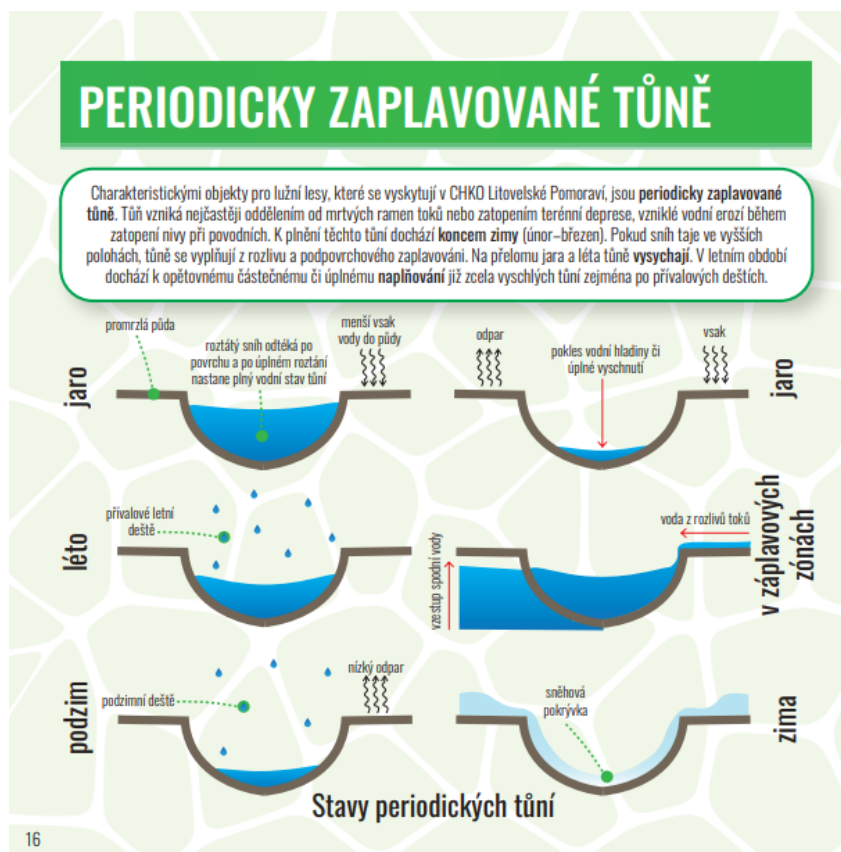 PERIODICKY ZAPLAVOVANÉ TŮNĚ
Charakteristickými objekty pro lužní lesy, které se vyskytují v CHKO Litovelské Pomoraví, jsou periodicky zaplavované
tůně. Tůň vzniká nejčastěji oddělením od mrtvých ramen toků nebo zatopením terénní deprese, vzniklé vodní erozí během
zatopení nivy při povodních. K plnění těchto tůní dochází koncem zimy (únor–březen). Pokud sníh taje ve vyšších
polohách, tůně se vyplňují z rozlivu a podpovrchového zaplavováni. Na přelomu jara a léta tůně vysychají. V letním období
dochází k opětovnému částečnému či úplnému naplňování již zcela vyschlých tůní zejména po přívalových deštích.
jaro
promrzlá půda
roztátý sníh odtéká po
povrchu a po úplném roztání
nastane plný vodní stav tůní
menší vsak
vody do půdy
odpar
pokles vodní hladiny či
úplné vyschnutí
vsak
jaro
léto
přívalové letní
deště
vzestup spodní vody
voda z rozlivů toků
v záplavových
zónách
podzim
podzimní deště
nízký odpar
sněhová
pokrývka
zima
Stavy periodických tůní
16